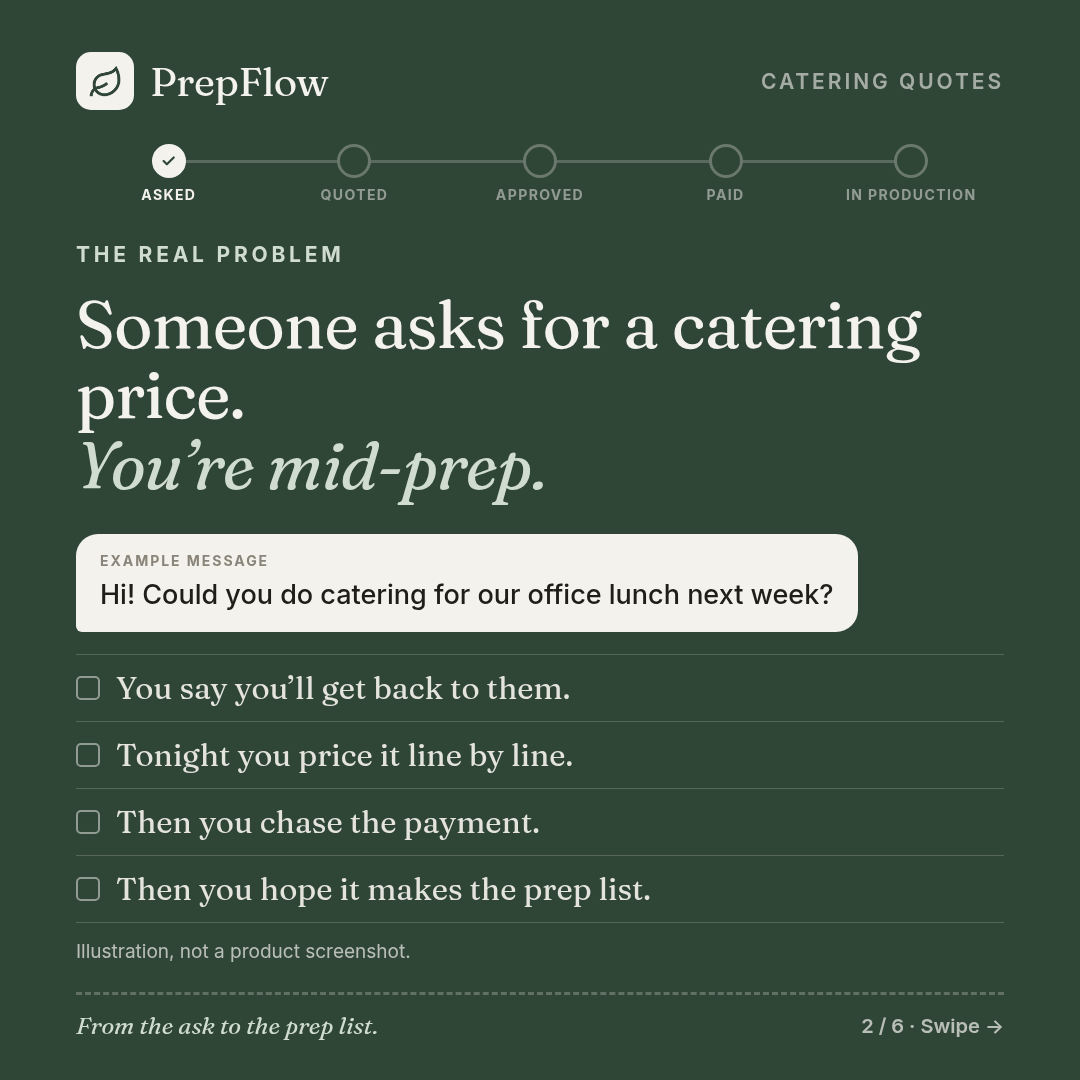 PrepFlow
CATERING QUOTES
ASKED
QUOTED
APPROVED
PAID
IN PRODUCTION
THE REAL PROBLEM
Someone asks for a catering
price.
You’re mid-prep.
EXAMPLE MESSAGE
Hi! Could you do catering for our office lunch next week?
You say you’ll get back to them.
Tonight you price it line by line.
Then you chase the payment.
Then you hope it makes the prep list.
Illustration, not a product screenshot.
From the ask to the prep list.
2 / 6 · Swipe →